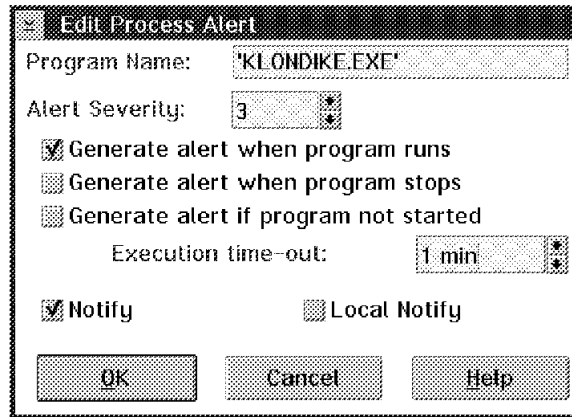 Edit Process Alert
Program Name: 'KLONDIKE.EXE'
Alert Severity: 3
Generate alert when program runs
Generate alert when program stops
Generate alert if program not started
Execution time-out: 1 min
Notify Local Notify
OK Cancel Help